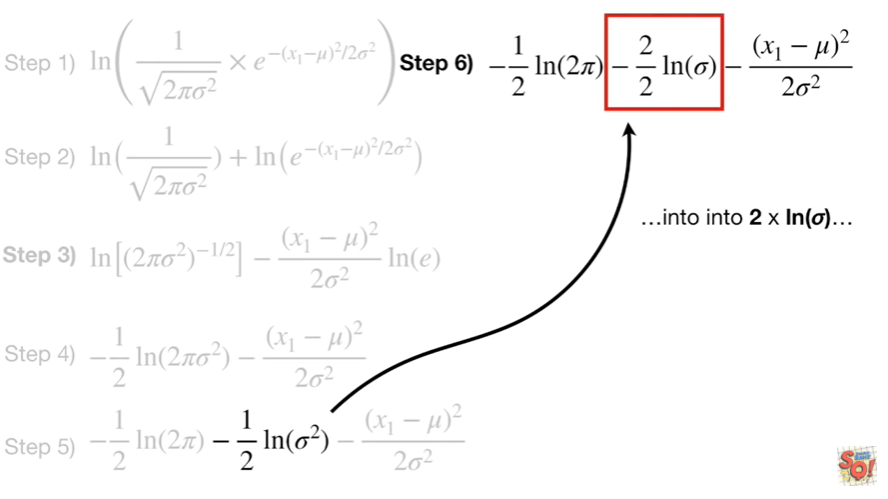 Step 1) ln(1/√(2πσ²) × e^(−(x₁−μ)²/2σ²))
Step 2) ln(1/√(2πσ²)) + ln(e^(−(x₁−μ)²/2σ²))
Step 3) ln[(2πσ²)^(−1/2)] − (x₁ − μ)²/2σ² ln(e)
Step 4) −1/2 ln(2πσ²) − (x₁ − μ)²/2σ²
Step 5) −1/2 ln(2π) − 1/2 ln(σ²) − (x₁ − μ)²/2σ²
Step 6) −1/2 ln(2π) − 2/2 ln(σ) − (x₁ − μ)²/2σ²
...into into 2 x ln(σ)...
SQ!